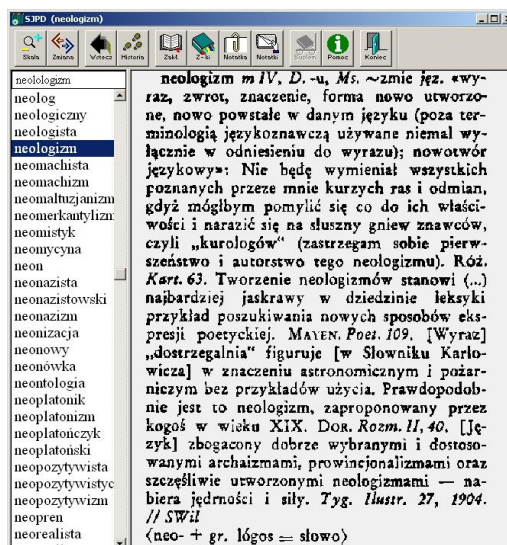 SJPD (neologizm)
Skala Zmiana Wstecz Historia Zakł. Z-ki Notatka Notatki Suplem. Pomoc Koniec
neolologizm
neolog
neologiczny
neologista
neologizm
neomachista
neomachizm
neomaltuzjanizm
neomerkantylizm
neomistyk
neomycyna
neon
neonazista
neonazistowski
neonazizm
neonizacja
neonowy
neonówka
neontologia
neoplatonik
neoplatonizm
neoplatończyk
neoplatoński
neopozytywista
neopozytywistyc
neopozytywizm
neopren
neorealista
neologizm m IV, D. -u, Ms. ~zmie jęz. «wy-
raz, zwrot, znaczenie, forma nowo utworzo-
ne, nowo powstałe w danym języku (poza ter-
minologią językoznawczą używane niemal wy-
łącznie w odniesieniu do wyrazu); nowotwór
językowy»: Nie będę wymieniał wszystkich
poznanych przeze mnie kurzych ras i odmian,
gdyż mógłbym pomylić się co do ich właści-
wości i narazić się na słuszny gniew znawców,
czyli „kurologów“ (zastrzegam sobie pierw-
szeństwo i autorstwo tego neologizmu). Róż.
Kart. 63. Tworzenie neologizmów stanowi (...)
najbardziej jaskrawy w dziedzinie leksyki
przykład poszukiwania nowych sposobów eks-
presji poetyckiej. Mayen. Poet. 109. [Wyraz]
„dostrzegalnia“ figuruje [w Słowniku Karło-
wicza] w znaczeniu astronomicznym i pożar-
niczym bez przykładów użycia. Prawdopodob-
nie jest to neologizm, zaproponowany przez
kogoś w wieku XIX. Dor. Rozm. II, 40. [Ję-
zyk] zbogacony dobrze wybranymi i dostoso-
wanymi archaizmami, prowincjonalizmami oraz
szczęśliwie utworzonymi neologizmami — na-
biera jędrności i siły. Tyg. Ilustr. 27, 1904.
// SWil
⟨neo- + gr. lógos = słowo⟩